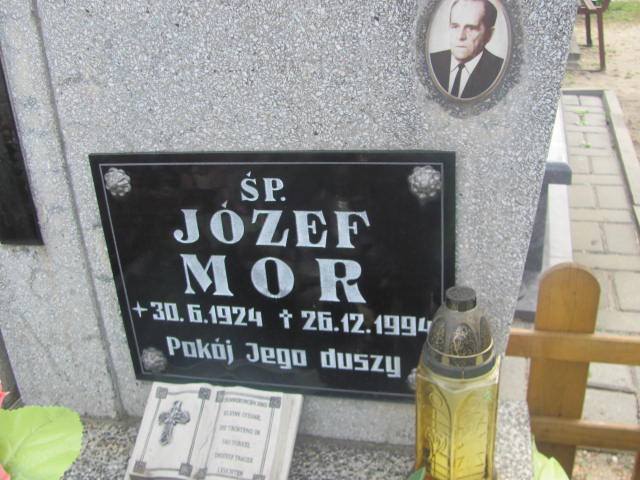 ŚP.
JÓZEF
MOR
+30.6.1924 † 26.12.1994
Pokój Jego duszy